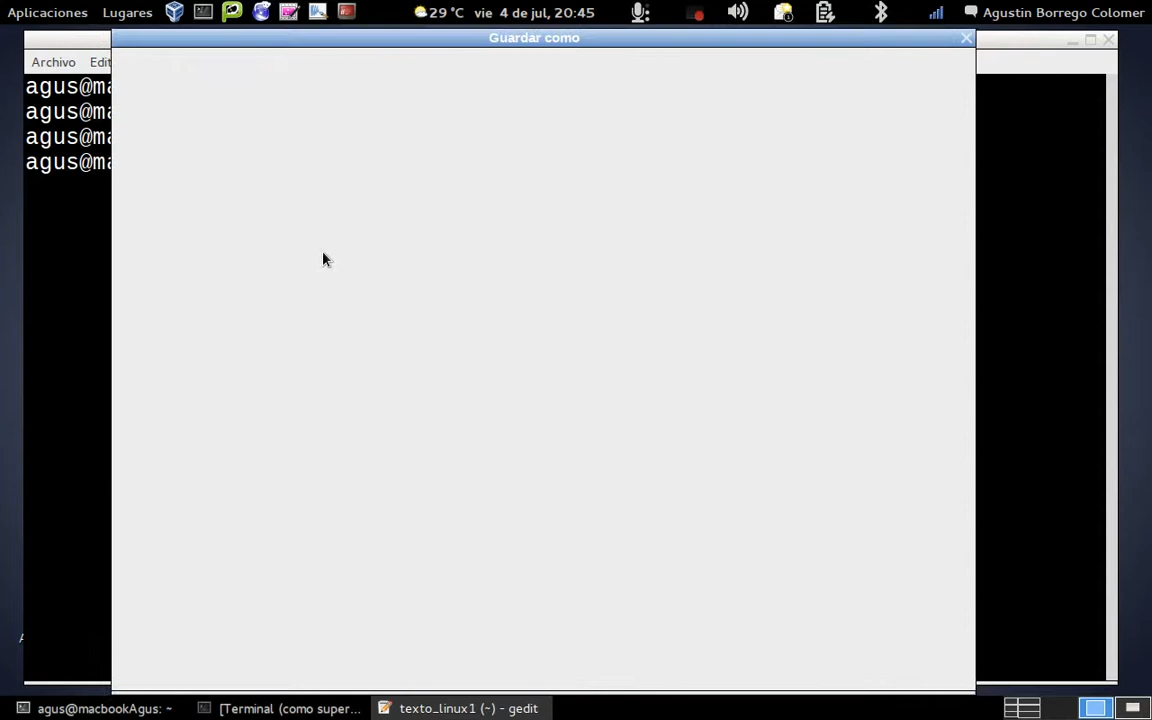 Aplicaciones Lugares 29 °C vie 4 de jul, 20:45 Agustin Borrego Colomer
Guardar como
Archivo Edit
agus@ma
agus@ma
agus@ma
agus@ma
agus@macbookAgus: ~ [Terminal (como super... texto_linux1 (~) - gedit